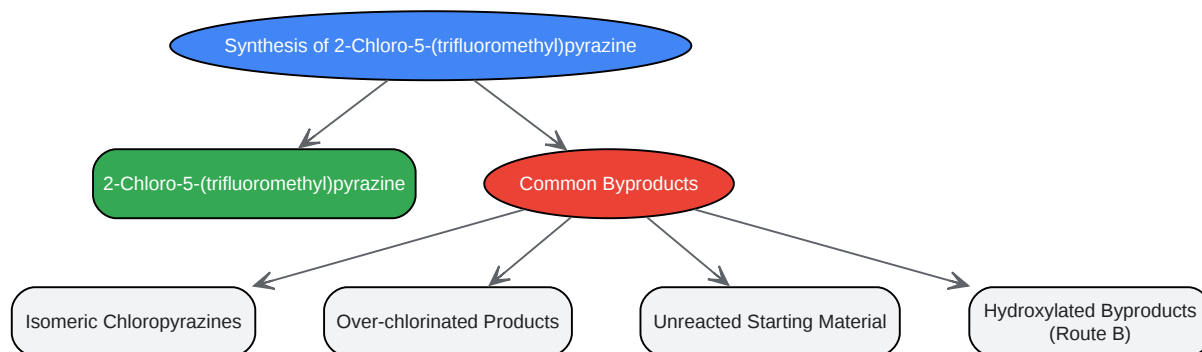 Synthesis of 2-Chloro-5-(trifluoromethyl)pyrazine
2-Chloro-5-(trifluoromethyl)pyrazine
Common Byproducts
Isomeric Chloropyrazines
Over-chlorinated Products
Unreacted Starting Material
Hydroxylated Byproducts
(Route B)